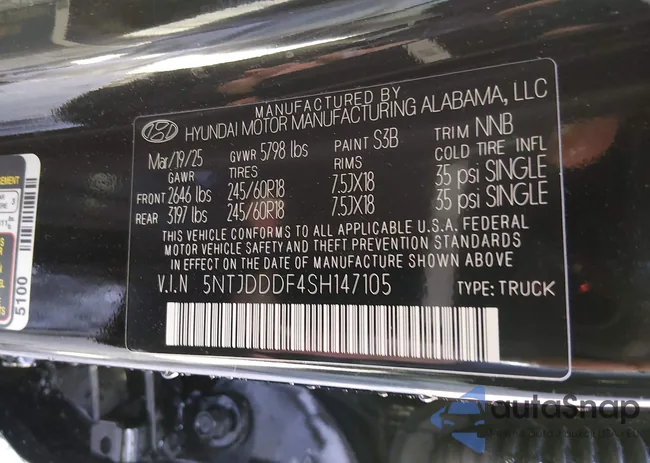 MANUFACTURED BY
HYUNDAI MOTOR MANUFACTURING ALABAMA, LLC
Mar/19/25 GVWR 5798 lbs PAINT S3B TRIM NNB
GAWR TIRES RIMS COLD TIRE INFL
FRONT 2646 lbs 245/60R18 7.5JX18 35 psi SINGLE
REAR 3197 lbs 245/60R18 7.5JX18 35 psi SINGLE
THIS VEHICLE CONFORMS TO ALL APPLICABLE U.S.A. FEDERAL
MOTOR VEHICLE SAFETY AND THEFT PREVENTION STANDARDS
IN EFFECT ON THE DATE OF MANUFACTURE SHOWN ABOVE
V.I.N 5NTJDDDF4SH147105 TYPE: TRUCK
5100
autoSnap